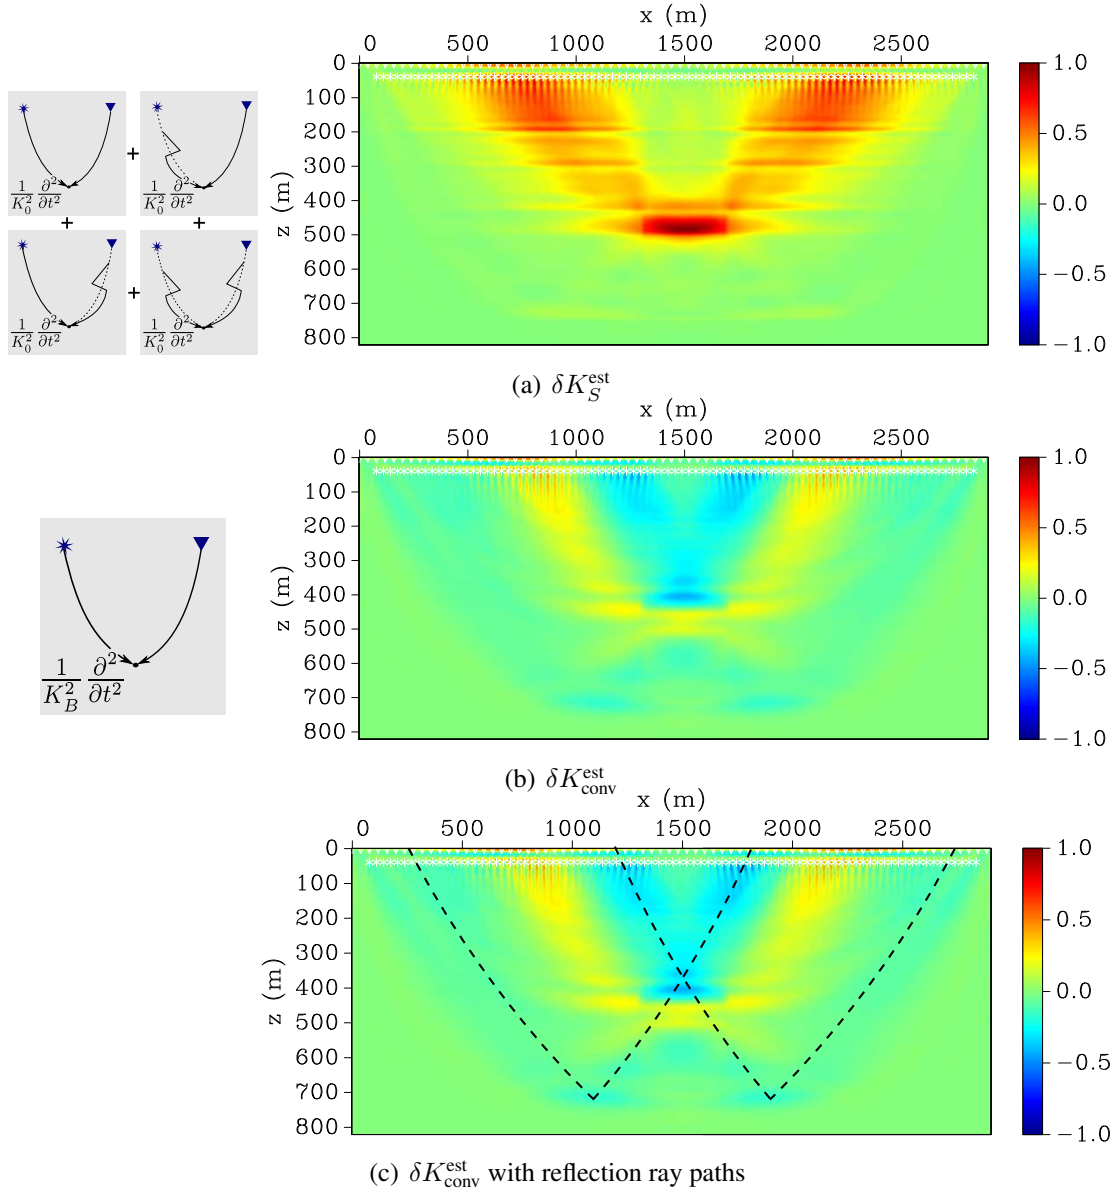 x (m)
0 500 1000 1500 2000 2500
0
100
200
300
400
500
600
700
800
z (m)
1.0
0.5
0.0
−0.5
−1.0
+
+ +
+
1/K_0^2 ∂^2/∂t^2
1/K_0^2 ∂^2/∂t^2
1/K_0^2 ∂^2/∂t^2
1/K_0^2 ∂^2/∂t^2
(a) δK_S^est
x (m)
0 500 1000 1500 2000 2500
0
100
200
300
400
500
600
700
800
z (m)
1.0
0.5
0.0
−0.5
−1.0
1/K_B^2 ∂^2/∂t^2
(b) δK_conv^est
x (m)
0 500 1000 1500 2000 2500
0
100
200
300
400
500
600
700
800
z (m)
1.0
0.5
0.0
−0.5
−1.0
(c) δK_conv^est with reflection ray paths